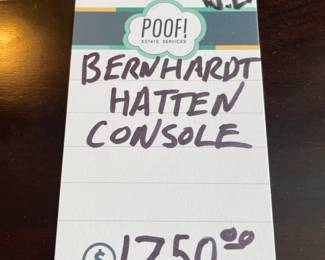 POOF!
ESTATE SERVICES
BERNHARDT
HATTEN
CONSOLE
$ 1750.00